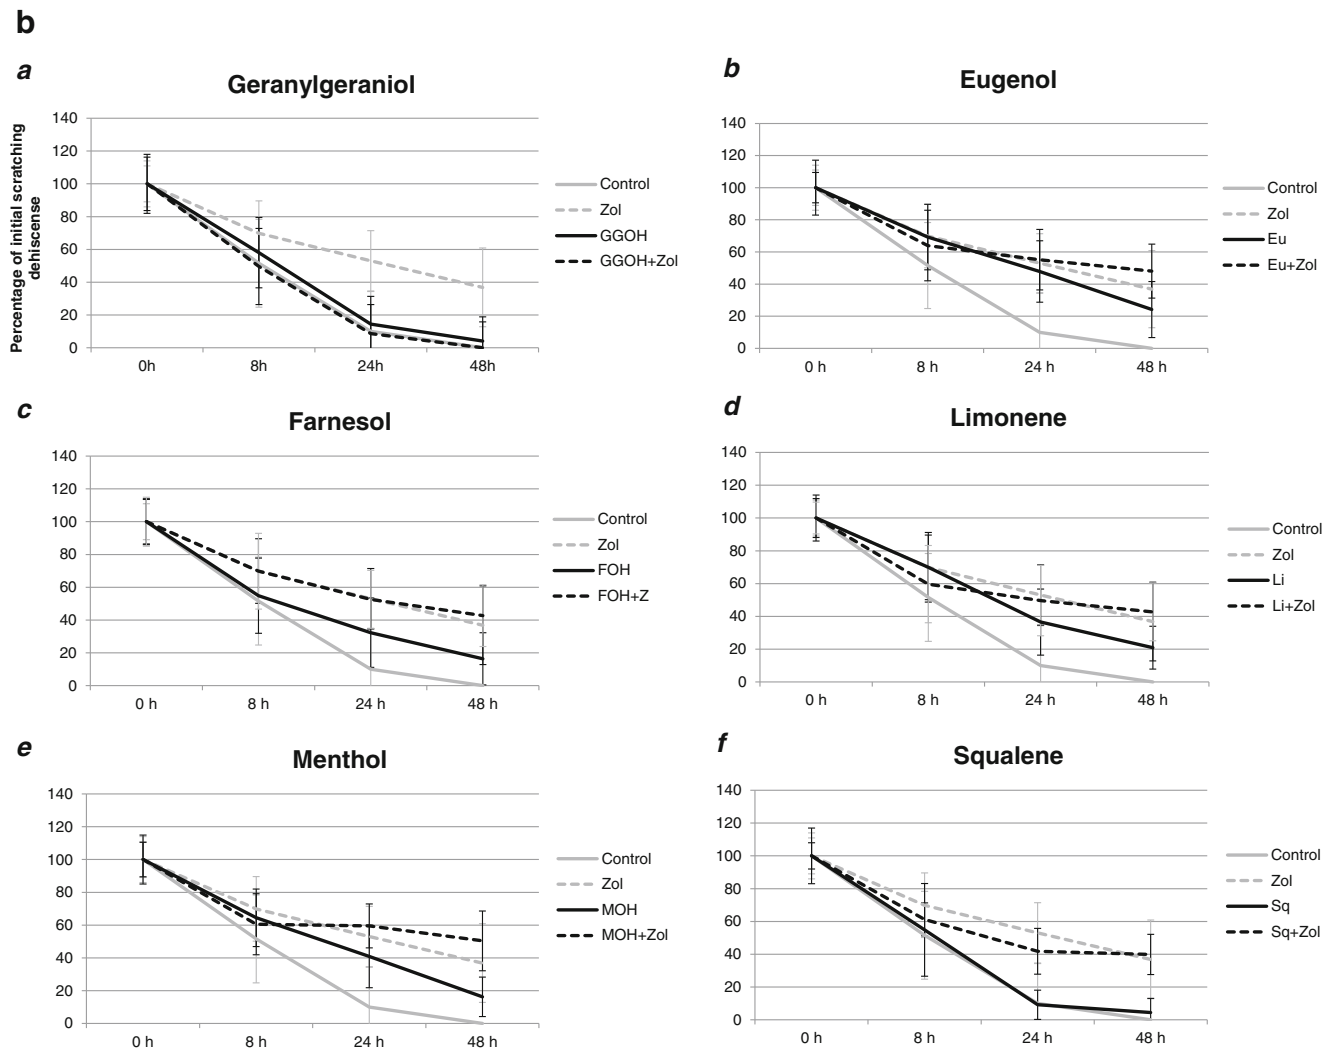 b
a
Geranylgeraniol
Percentage of initial scratching
dehiscense
140
120
100
80
60
40
20
0
0h
8h
24h
48h
Control
Zol
GGOH
GGOH+Zol
b
Eugenol
140
120
100
80
60
40
20
0
0 h
8 h
24 h
48 h
Control
Zol
Eu
Eu+Zol
c
Farnesol
140
120
100
80
60
40
20
0
0 h
8 h
24 h
48 h
Control
Zol
FOH
FOH+Z
d
Limonene
140
120
100
80
60
40
20
0
0 h
8 h
24 h
48 h
Control
Zol
Li
Li+Zol
e
Menthol
140
120
100
80
60
40
20
0
0 h
8 h
24 h
48 h
Control
Zol
MOH
MOH+Zol
f
Squalene
140
120
100
80
60
40
20
0
0 h
8 h
24 h
48 h
Control
Zol
Sq
Sq+Zol